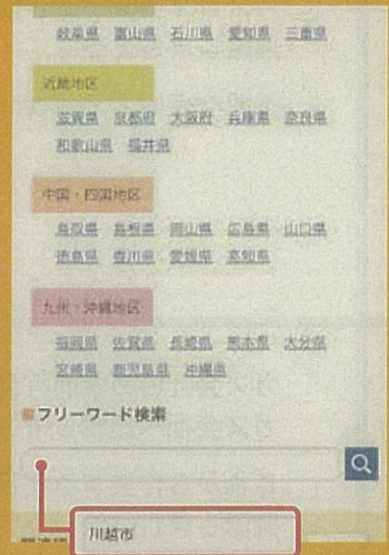 岐阜県 富山県 石川県 愛知県 三重県
近畿地区
滋賀県 京都府 大阪府 兵庫県 奈良県
和歌山県 福井県
中国・四国地区
鳥取県 島根県 岡山県 広島県 山口県
徳島県 香川県 愛媛県 高知県
九州・沖縄地区
福岡県 佐賀県 長崎県 熊本県 大分県
宮崎県 鹿児島県 沖縄県
■フリーワード検索
川越市